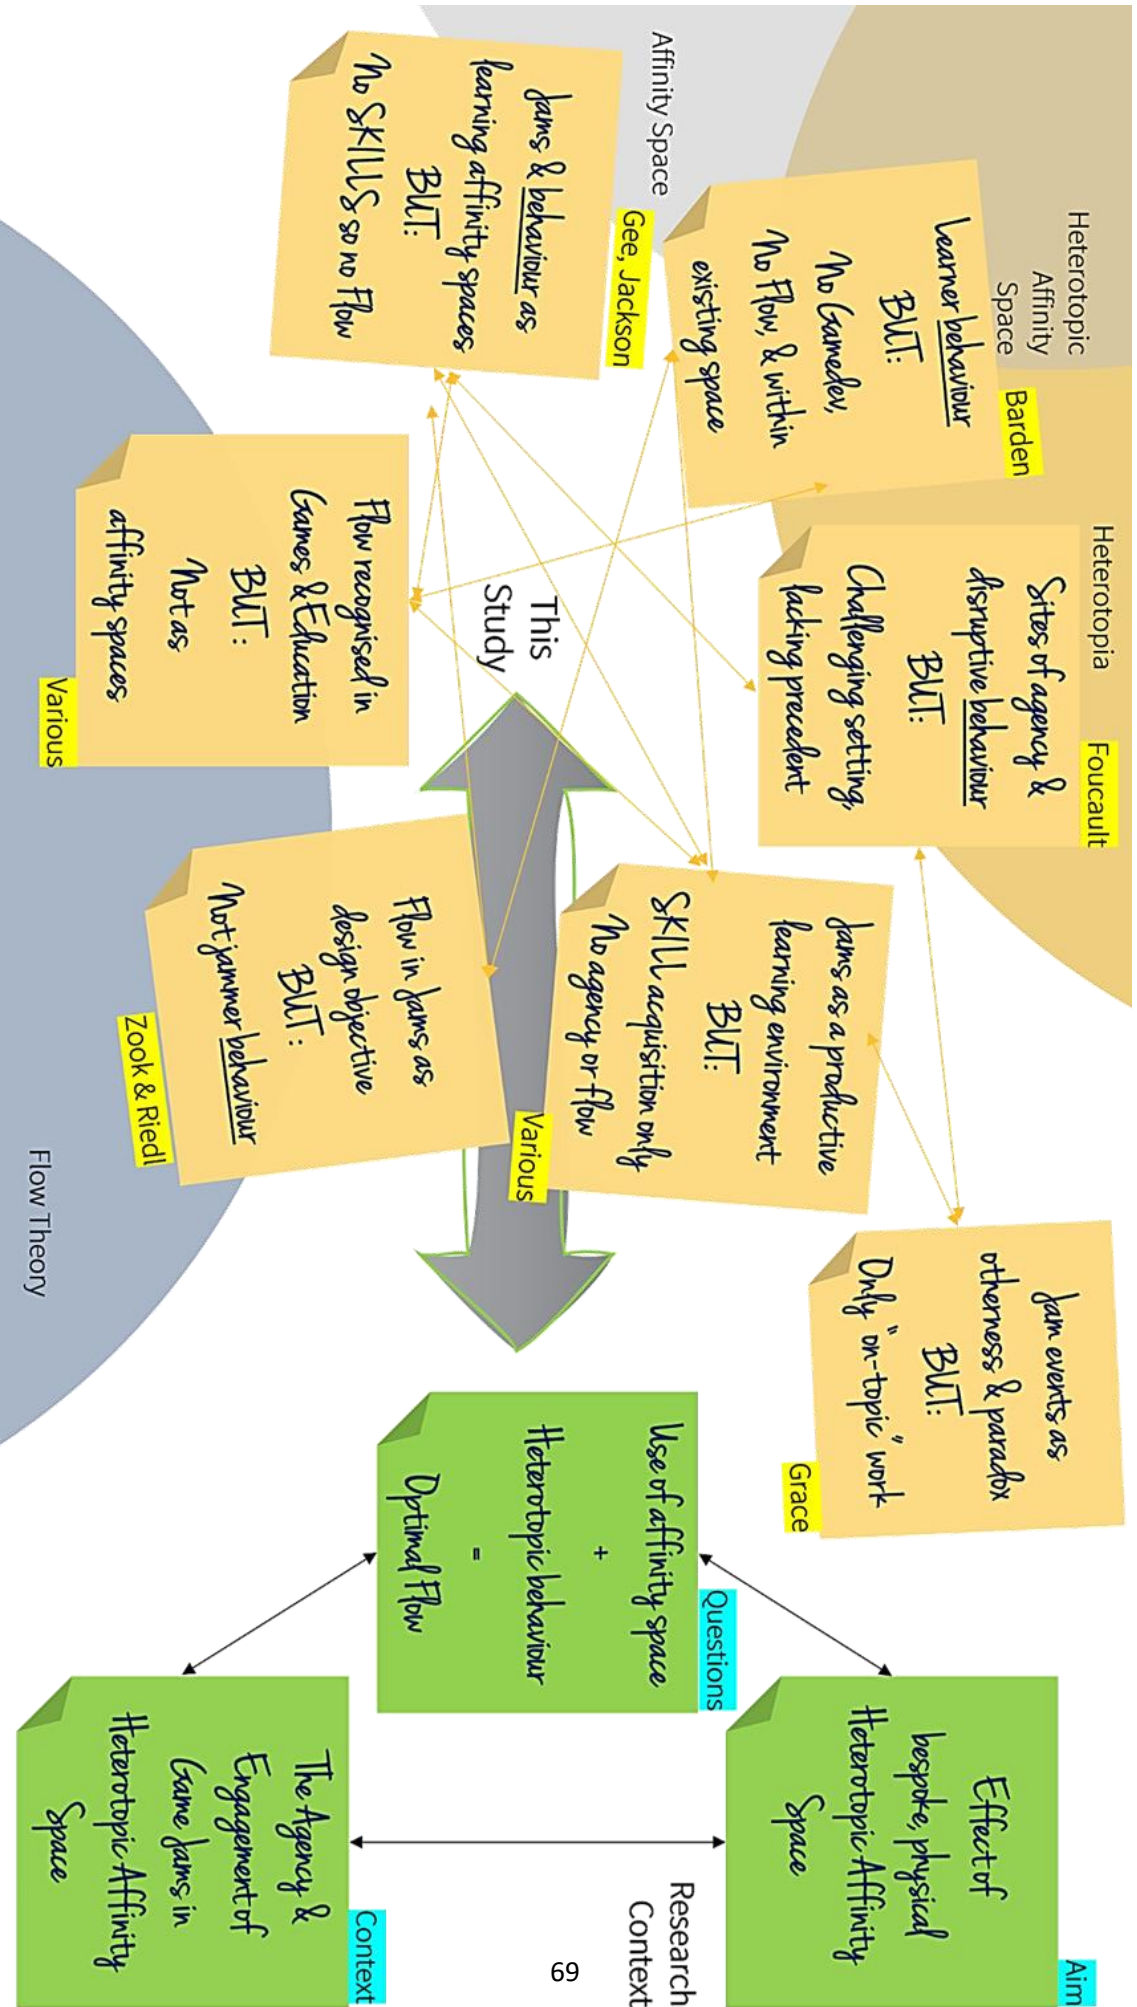 Affinity Space
Gee, Jackson
Jams & behaviour as
learning affinity spaces
BUT:
No SKILLS so no Flow
Heterotopic
Affinity
Space
Barden
Learner behaviour
BUT:
No Gamedev,
No Flow, & within
existing space
Heterotopia
Foucault
Sites of agency &
disruptive behaviour
BUT:
Challenging setting,
lacking precedent
Flow recognised in
Games & Education
BUT:
Not as
affinity spaces
Various
This
Study
Jams as a productive
learning environment
BUT:
SKILL acquisition only
No agency or flow
Various
Flow in Jams as
design objective
BUT:
Not jammer behaviour
Zook & Riedl
Flow Theory
Jam events as
otherness & paradox
BUT:
Only "on-topic" work
Grace
Questions
Use of affinity space
+
Heterotopic behaviour
=
Optimal Flow
Aim
Effect of
bespoke, physical
Heterotopic Affinity
Space
Research
Context
Context
The Agency &
Engagement of
Game Jams in
Heterotopic Affinity
Space
69